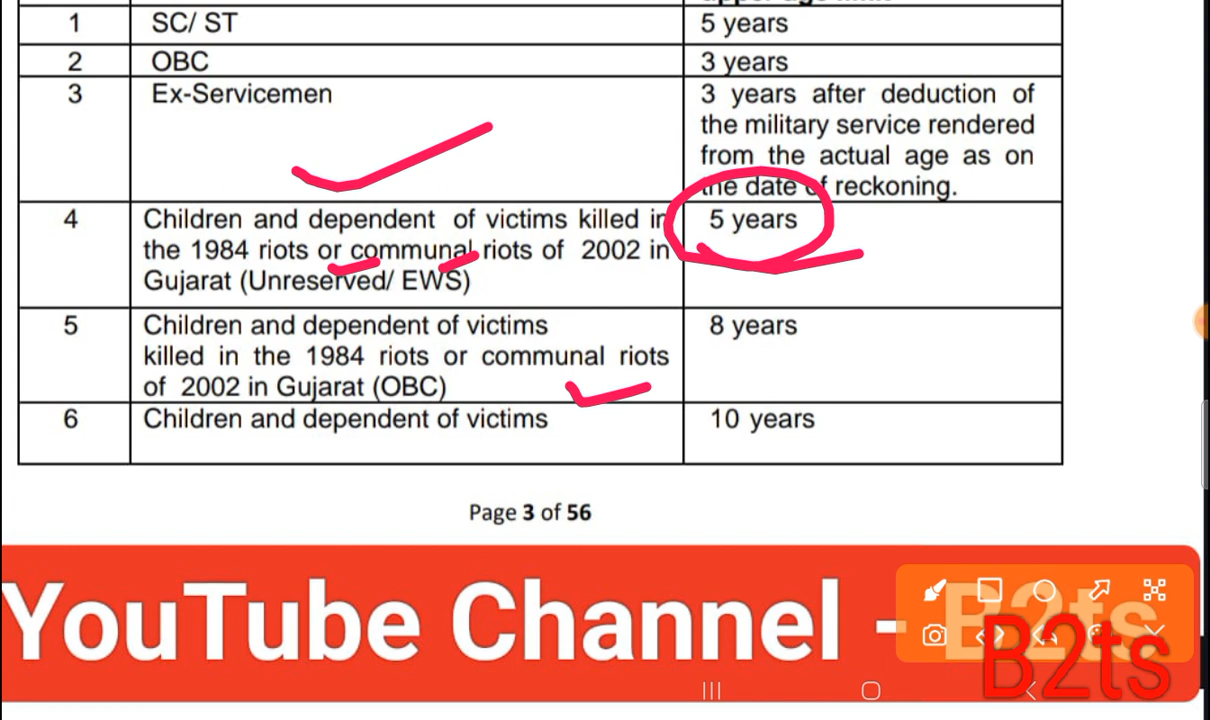 upper age limit
1 SC/ ST 5 years
2 OBC 3 years
3 Ex-Servicemen 3 years after deduction of
the military service rendered
from the actual age as on
the date of reckoning.
4 Children and dependent of victims killed in 5 years
the 1984 riots or communal riots of 2002 in
Gujarat (Unreserved/ EWS)
5 Children and dependent of victims 8 years
killed in the 1984 riots or communal riots
of 2002 in Gujarat (OBC)
6 Children and dependent of victims 10 years
Page 3 of 56
YouTube Channel - B2ts
B2ts